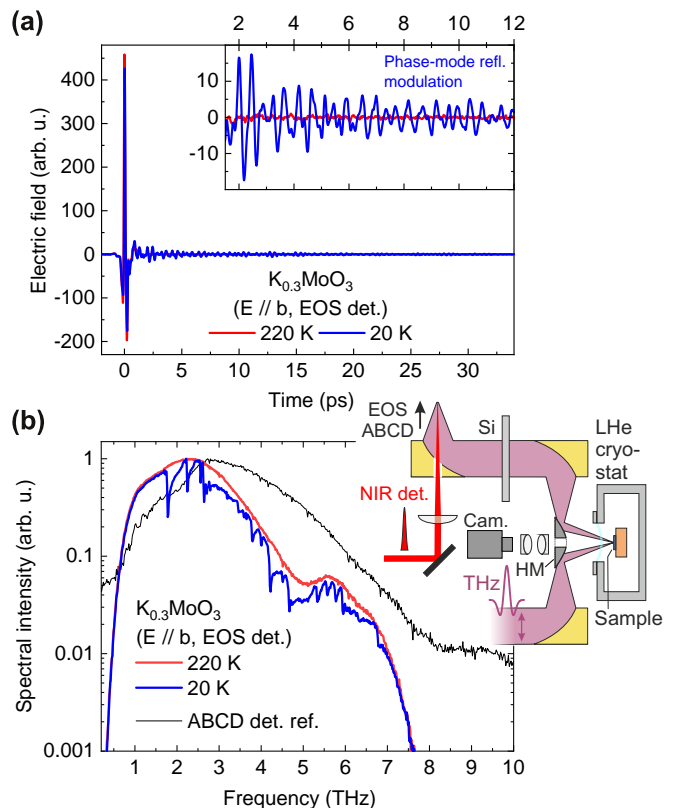 (a)
2 4 6 8 10 12
400
300
200
100
0
-100
-200
Electric field (arb. u.)
10
0
-10
Phase-mode refl.
modulation
K0.3MoO3
(E // b, EOS det.)
220 K 20 K
0 5 10 15 20 25 30
Time (ps)
(b)
EOS
ABCD
Si
LHe
cryo-
stat
NIR det.
Cam.
HM
THz
Sample
1
0.1
0.01
0.001
Spectral intensity (arb. u.)
K0.3MoO3
(E // b, EOS det.)
220 K
20 K
ABCD det. ref.
1 2 3 4 5 6 7 8 9 10
Frequency (THz)